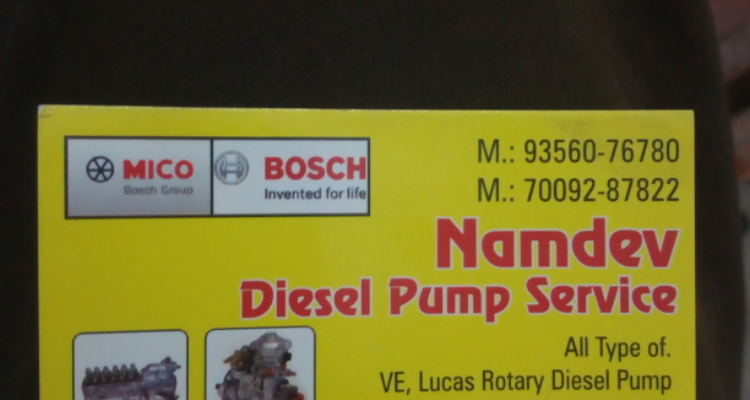 MICO
Bosch Group
BOSCH
Invented for life
M.: 93560-76780
M.: 70092-87822
Namdev
Diesel Pump Service
All Type of.
VE, Lucas Rotary Diesel Pump